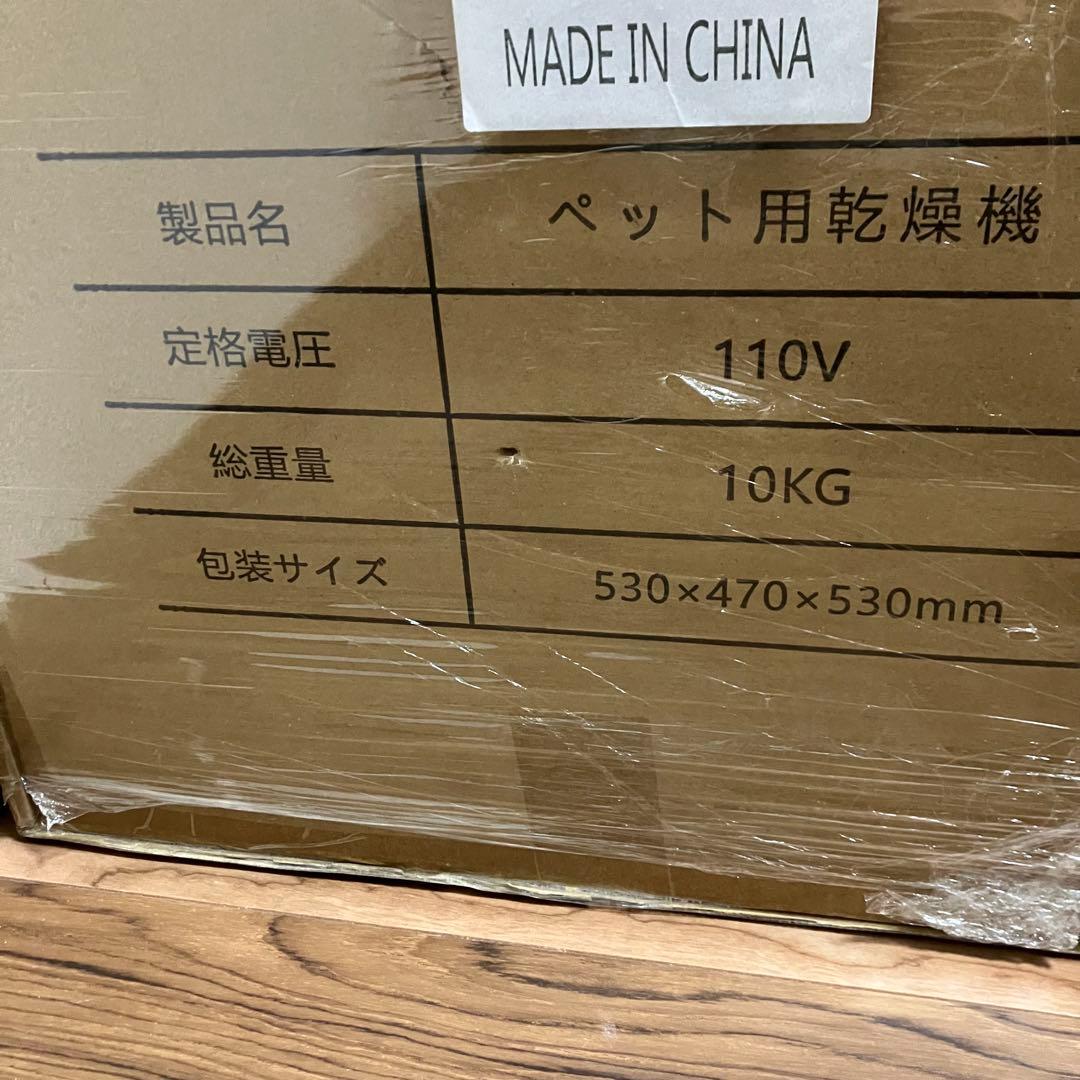 MADE IN CHINA
製品名 ペット用乾燥機
定格電圧 110V
総重量 10KG
包装サイズ 530×470×530mm